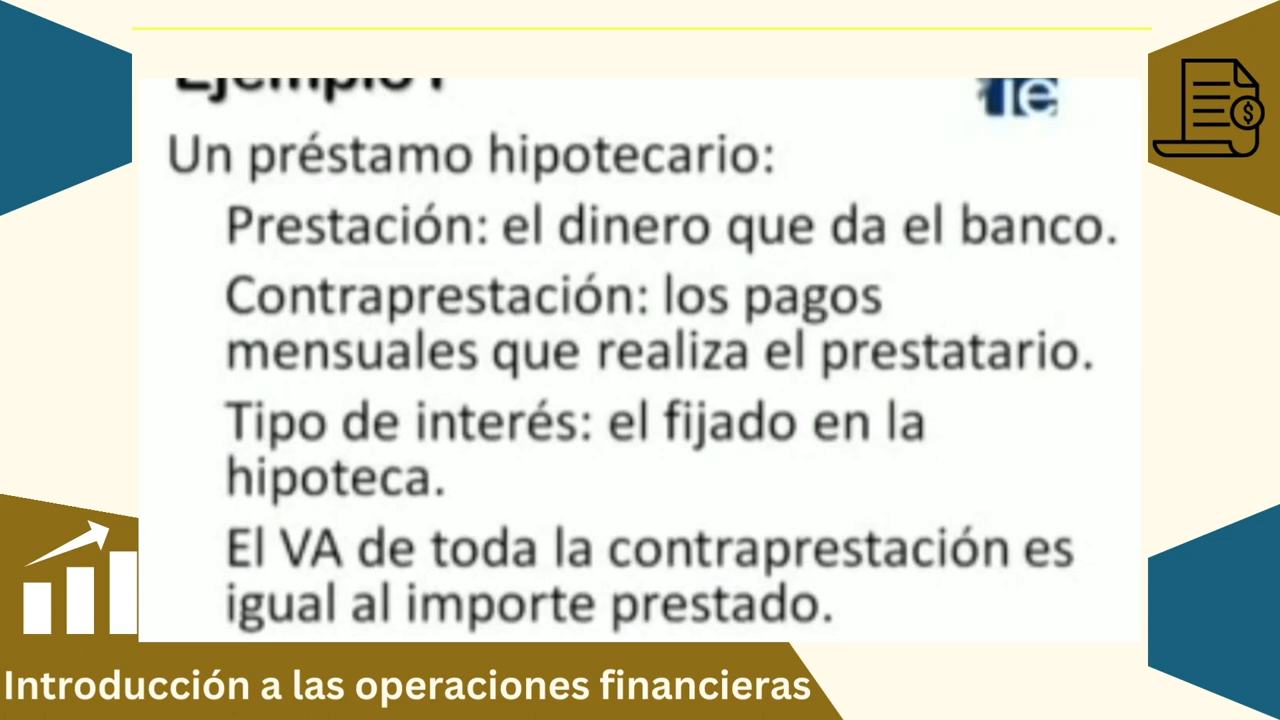 Ejemplo I
ie
Un préstamo hipotecario:
Prestación: el dinero que da el banco.
Contraprestación: los pagos
mensuales que realiza el prestatario.
Tipo de interés: el fijado en la
hipoteca.
El VA de toda la contraprestación es
igual al importe prestado.
$
Introducción a las operaciones financieras